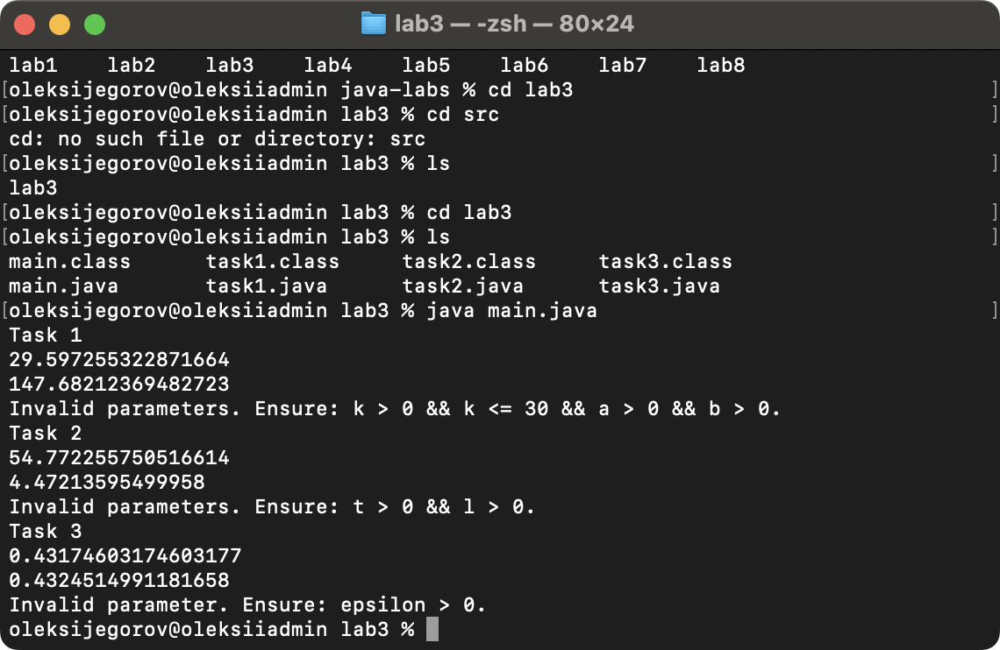 lab3 — -zsh — 80×24
lab1    lab2    lab3    lab4    lab5    lab6    lab7    lab8
[oleksijegorov@oleksiiadmin java-labs % cd lab3                                  ]
[oleksijegorov@oleksiiadmin lab3 % cd src                                        ]
cd: no such file or directory: src
[oleksijegorov@oleksiiadmin lab3 % ls                                            ]
lab3
[oleksijegorov@oleksiiadmin lab3 % cd lab3                                       ]
[oleksijegorov@oleksiiadmin lab3 % ls                                            ]
main.class      task1.class     task2.class     task3.class
main.java       task1.java      task2.java      task3.java
[oleksijegorov@oleksiiadmin lab3 % java main.java                                ]
Task 1
29.597255322871664
147.68212369482723
Invalid parameters. Ensure: k > 0 && k <= 30 && a > 0 && b > 0.
Task 2
54.772255750516614
4.47213595499958
Invalid parameters. Ensure: t > 0 && l > 0.
Task 3
0.43174603174603177
0.4324514991181658
Invalid parameter. Ensure: epsilon > 0.
oleksijegorov@oleksiiadmin lab3 %